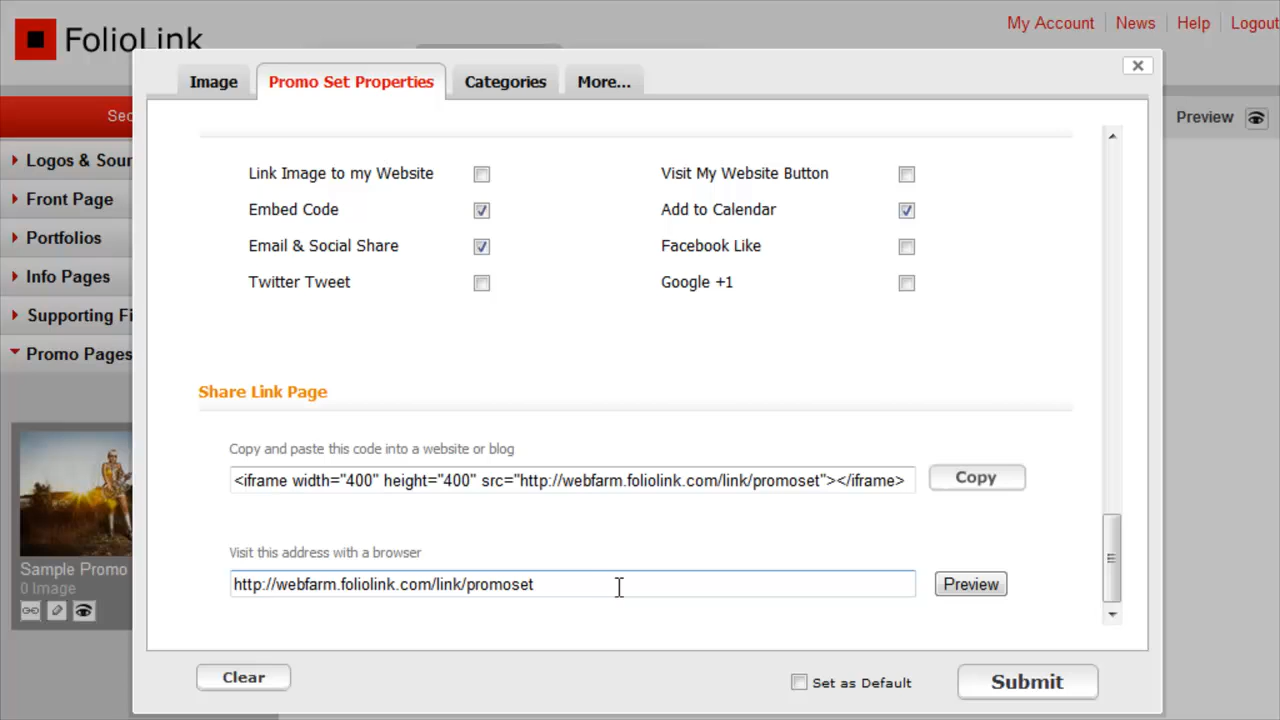 FolioLink
My Account News Help Logout
Image Promo Set Properties Categories More...
Preview
Logos & Soun
Front Page
Portfolios
Info Pages
Supporting Fi
Promo Pages
Sample Promo
0 Image
Link Image to my Website
Visit My Website Button
Embed Code
Add to Calendar
Email & Social Share
Facebook Like
Twitter Tweet
Google +1
Share Link Page
Copy and paste this code into a website or blog
<iframe width="400" height="400" src="http://webfarm.foliolink.com/link/promoset"></iframe>
Copy
Visit this address with a browser
http://webfarm.foliolink.com/link/promoset
Preview
Clear
Set as Default
Submit